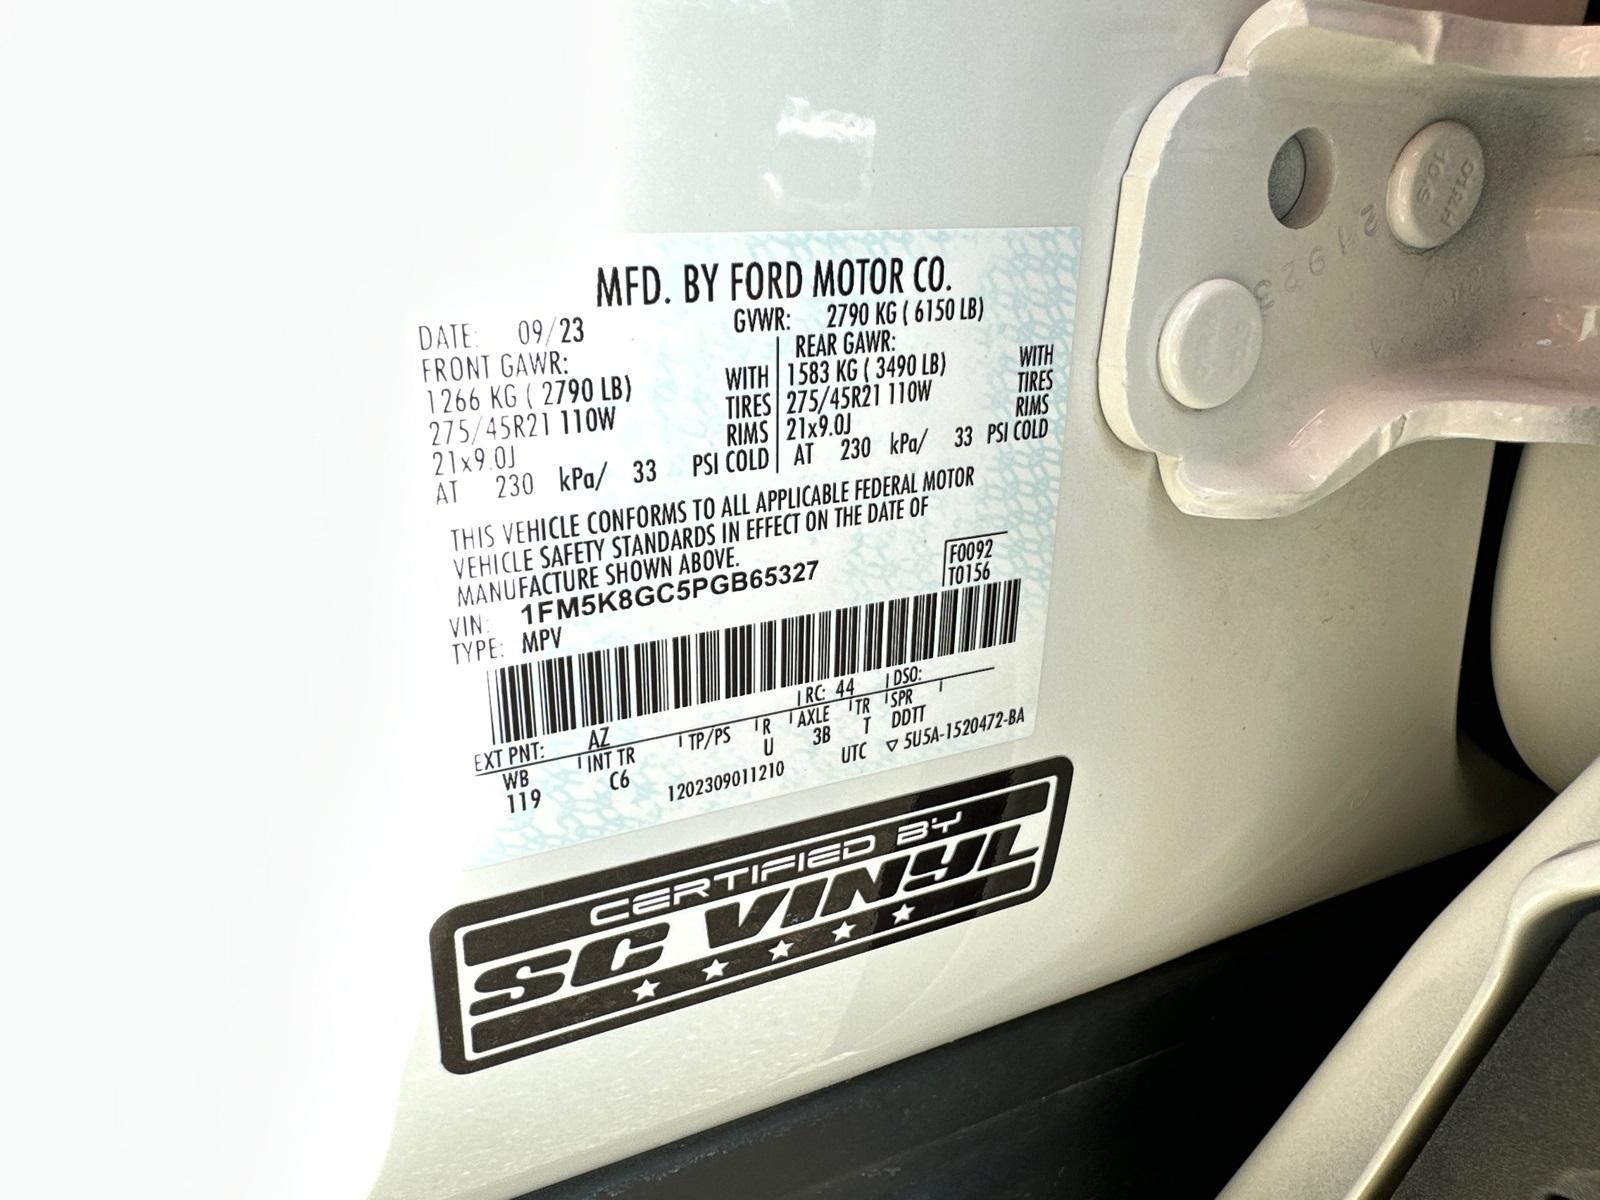 MFD. BY FORD MOTOR CO.
DATE: 09/23
GVWR: 2790 KG ( 6150 LB)
FRONT GAWR:
1266 KG ( 2790 LB) WITH
275/45R21 110W TIRES
21x9.0J RIMS
AT 230 kPa/ 33 PSI COLD
REAR GAWR: WITH
1583 KG ( 3490 LB) TIRES
275/45R21 110W RIMS
21x9.0J
AT 230 kPa/ 33 PSI COLD
THIS VEHICLE CONFORMS TO ALL APPLICABLE FEDERAL MOTOR
VEHICLE SAFETY STANDARDS IN EFFECT ON THE DATE OF
MANUFACTURE SHOWN ABOVE.
F0092
T0156
VIN: 1FM5K8GC5PGB65327
TYPE: MPV
EXT PNT: AZ RC: 44 DSO:
WB INT TR TP/PS R AXLE TR SPR
119 C6 U 3B T DDTT
1202309011210 UTC ▽ 5U5A-1520472-BA
CERTIFIED BY
SC VINYL
21923
10.9